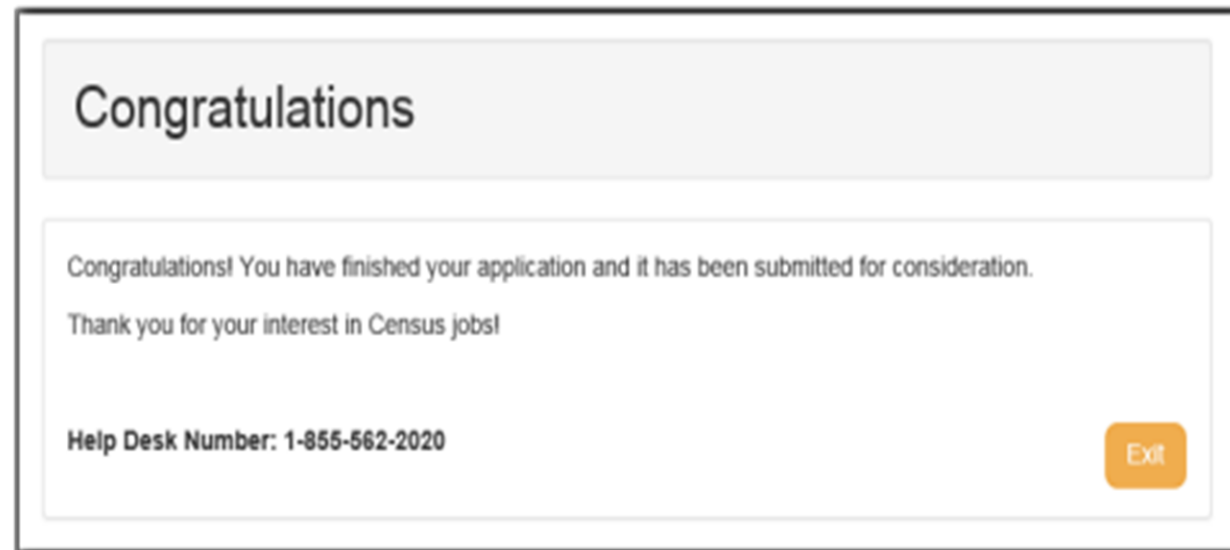 Congratulations
Congratulations! You have finished your application and it has been submitted for consideration.
Thank you for your interest in Census jobs!
Help Desk Number: 1-855-562-2020
Exit